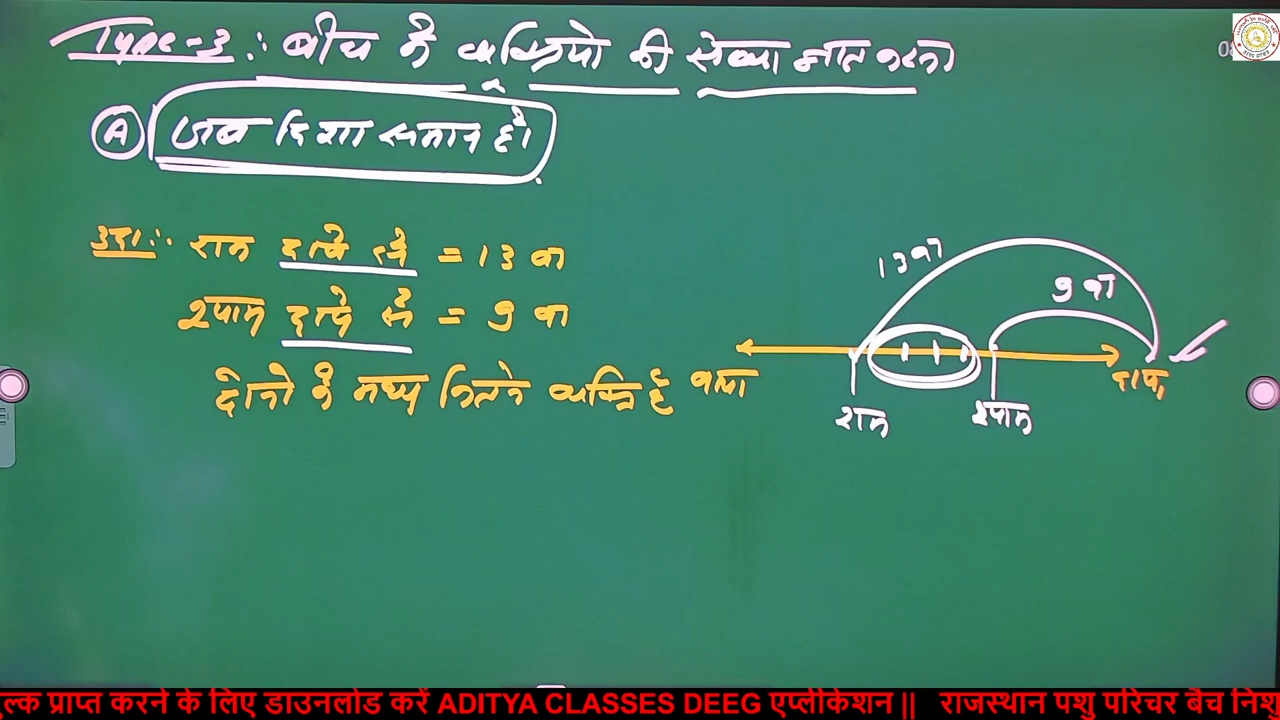 Type-3 : बीच में व्यक्तियों की संख्या ज्ञात करना
(A) जब दिशा समान हो।
उदा॰: राम दायें से = 13 वा
श्याम दायें से = 9 वा
दोनो के मध्य कितने व्यक्ति है बता
13वा
9 वा
राम
श्याम
दाया
ल्क प्राप्त करने के लिए डाउनलोड करें ADITYA CLASSES DEEG एप्लीकेशन || राजस्थान पशु परिचर बैच निश